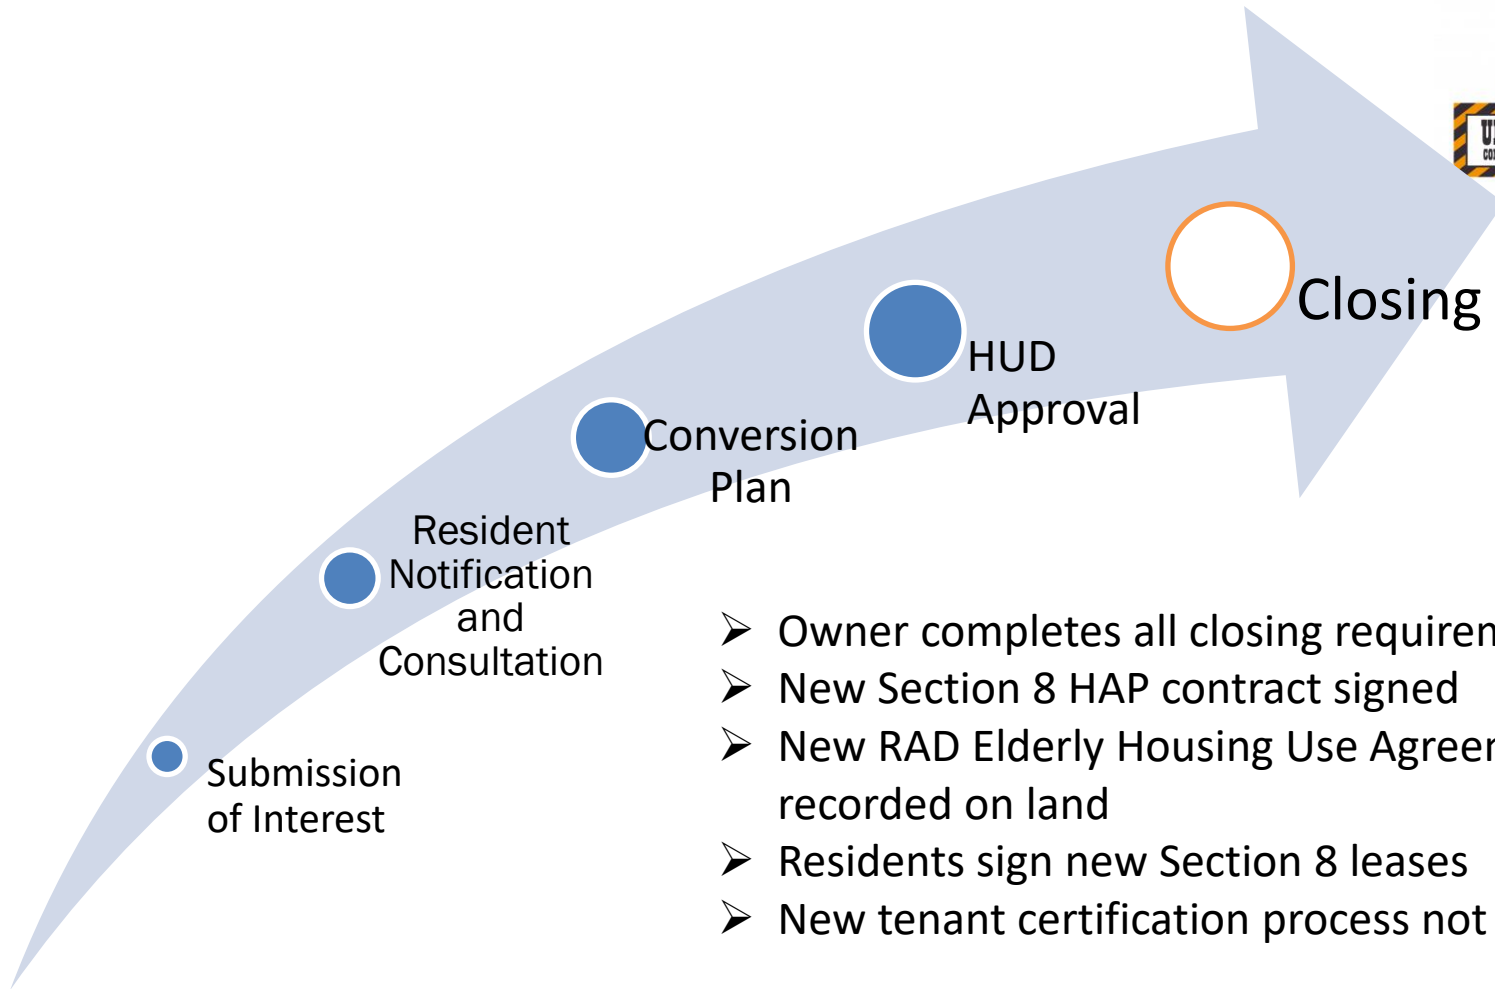 Closing
HUD
Approval
Conversion
Plan
Resident
Notification
and
Consultation
Submission
of Interest
➢ Owner completes all closing
➢ New Section 8 HAP contract signed
➢ New RAD Elderly Housing Use
recorded on land
➢ Residents sign new Section 8 leases
➢ New tenant certification process not